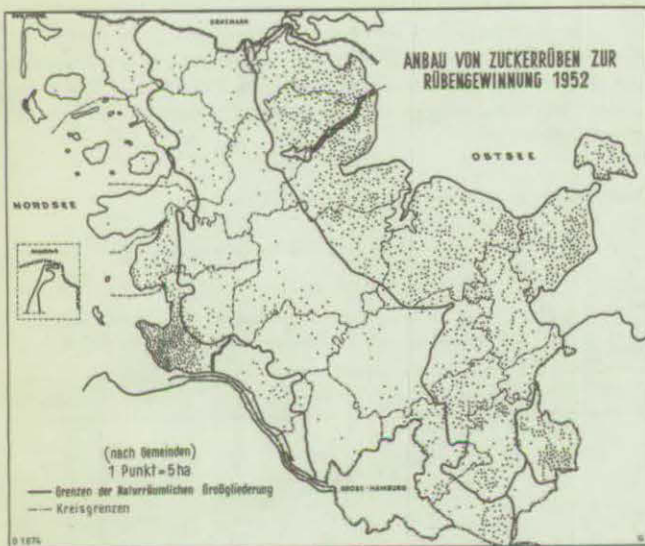 DÄNEMARK
ANBAU VON ZUCKERRÜBEN ZUR
RÜBENGEWINNUNG 1952
OSTSEE
NORDSEE
(nach Gemeinden)
1 Punkt = 5 ha
Grenzen der Naturräumlichen Großgliederung
Kreisgrenzen
GROSS-HAMBURG